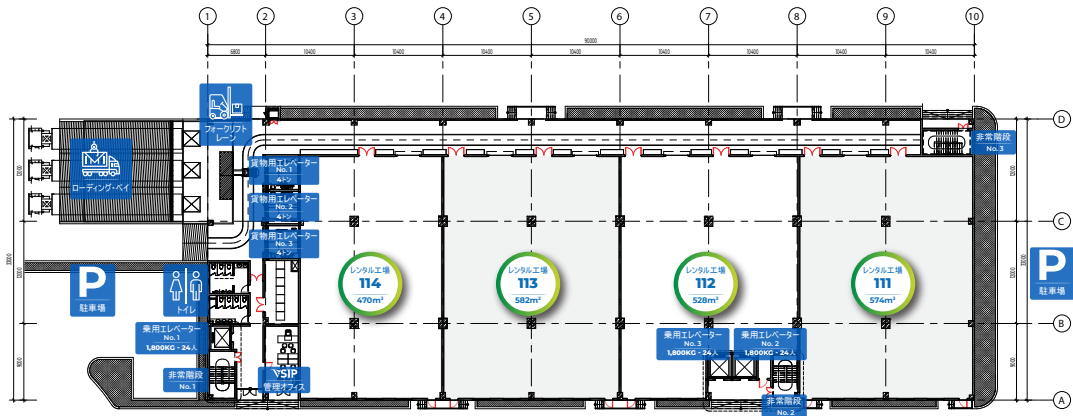 1 2 3 4 5 6 7 8 9 10
90000
6800 10400 10400 10400 10400 10400 10400 10400 10400
フォークリフト
レーン
D
非常階段
No. 3
ローディング・ベイ
貨物用エレベーター
No. 1
4トン
貨物用エレベーター
No. 2
4トン
貨物用エレベーター
No. 3
4トン
12000
12000
C
33000
33000
12000
12000
P
駐車場
トイレ
レンタル工場
114
470m²
レンタル工場
113
582m²
レンタル工場
112
528m²
レンタル工場
111
574m²
P
駐車場
B
乗用エレベーター
No. 1
1,800KG - 24人
乗用エレベーター
No. 3
1,800KG - 24人
乗用エレベーター
No. 2
1,800KG - 24人
9000
9000
非常階段
No. 1
VSIP
管理オフィス
非常階段
No. 2
A